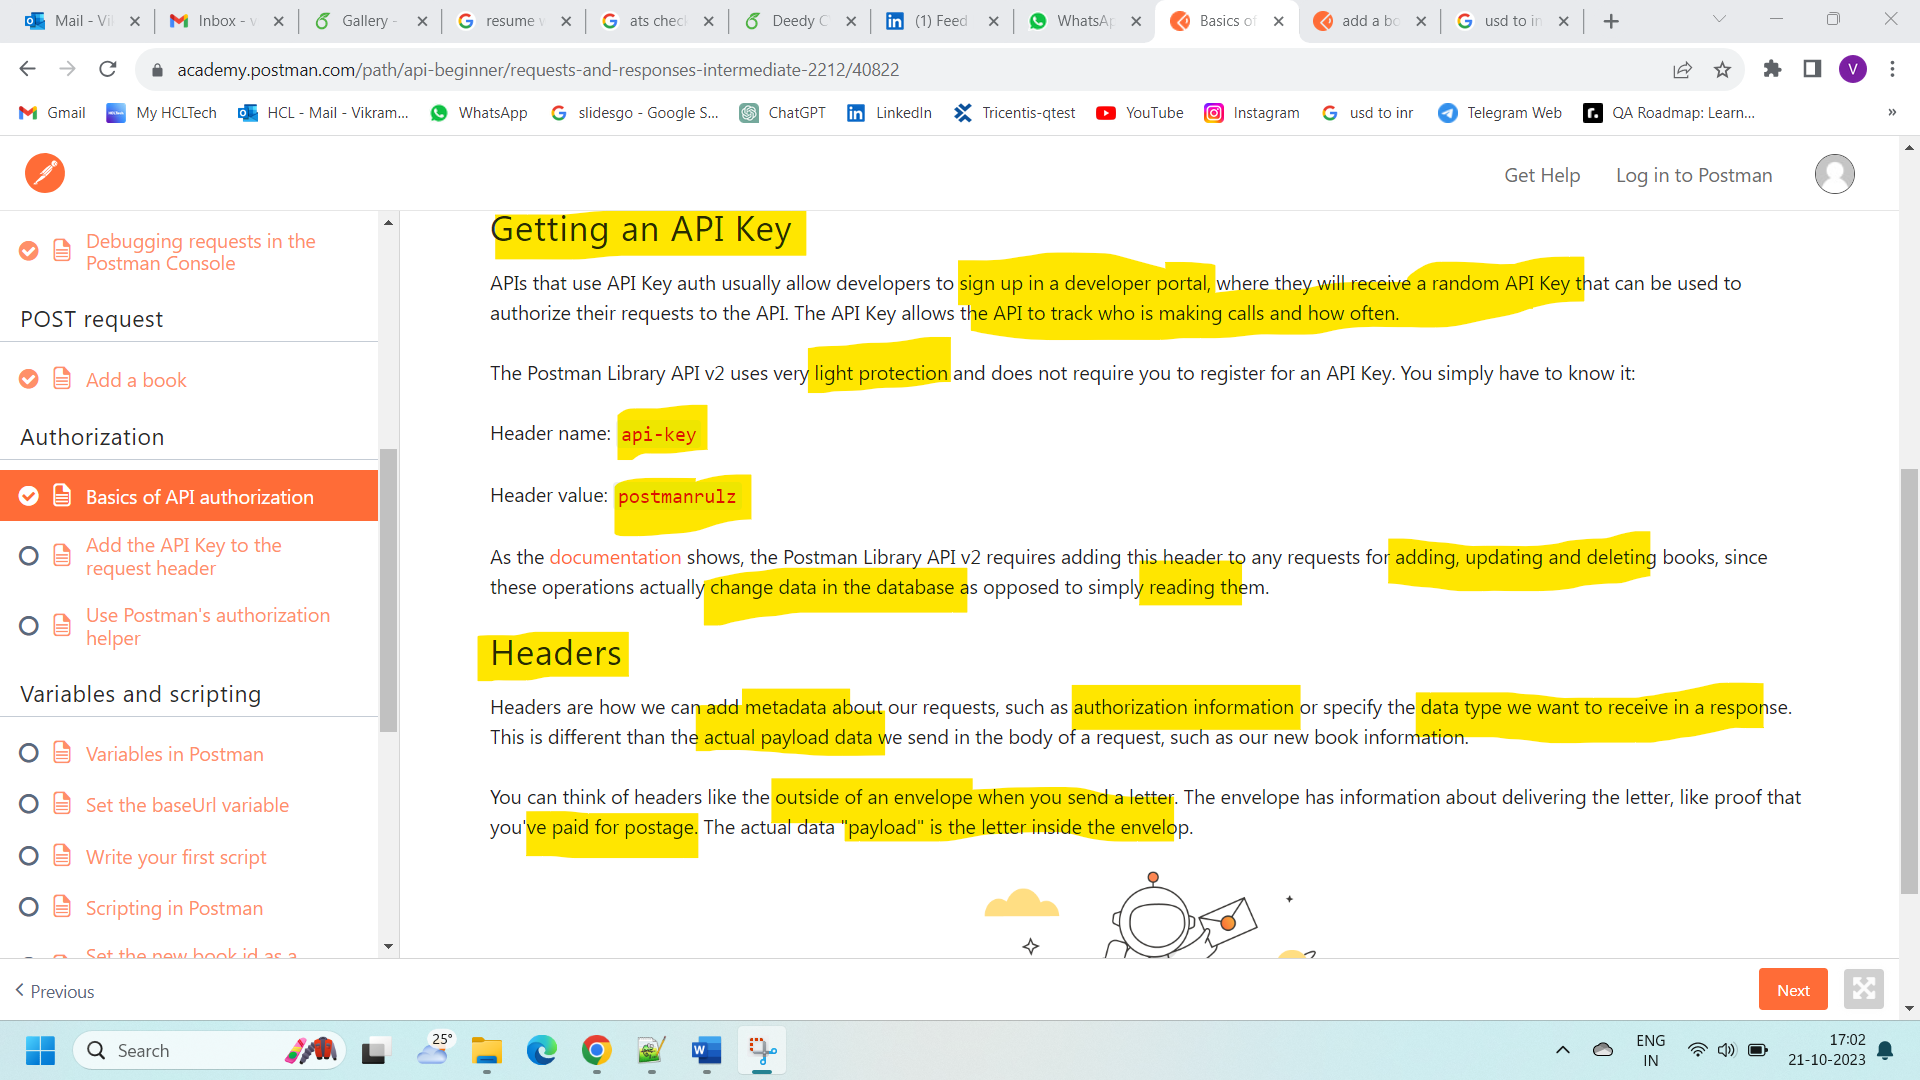 Mail - Vi
Inbox - v
Gallery -
resume w
ats check
Deedy C
(1) Feed
WhatsAp
Basics of
add a bo
usd to in
academy.postman.com/path/api-beginner/requests-and-responses-intermediate-2212/40822
V
Gmail
My HCLTech
HCL - Mail - Vikram...
WhatsApp
slidesgo - Google S...
ChatGPT
LinkedIn
Tricentis-qtest
YouTube
Instagram
usd to inr
Telegram Web
QA Roadmap: Learn...
»
Get Help
Log in to Postman
Debugging requests in the
Postman Console
POST request
Add a book
Authorization
Basics of API authorization
Add the API Key to the
request header
Use Postman's authorization
helper
Variables and scripting
Variables in Postman
Set the baseUrl variable
Write your first script
Scripting in Postman
Set the new book id as a
Getting an API Key
APIs that use API Key auth usually allow developers to sign up in a developer portal, where they will receive a random API Key that can be used to
authorize their requests to the API. The API Key allows the API to track who is making calls and how often.
The Postman Library API v2 uses very light protection and does not require you to register for an API Key. You simply have to know it:
Header name: api-key
Header value: postmanrulz
As the documentation shows, the Postman Library API v2 requires adding this header to any requests for adding, updating and deleting books, since
these operations actually change data in the database as opposed to simply reading them.
Headers
Headers are how we can add metadata about our requests, such as authorization information or specify the data type we want to receive in a response.
This is different than the actual payload data we send in the body of a request, such as our new book information.
You can think of headers like the outside of an envelope when you send a letter. The envelope has information about delivering the letter, like proof that
you've paid for postage. The actual data "payload" is the letter inside the envelop.
Previous
Next
Search
25°
ENG
IN
17:02
21-10-2023